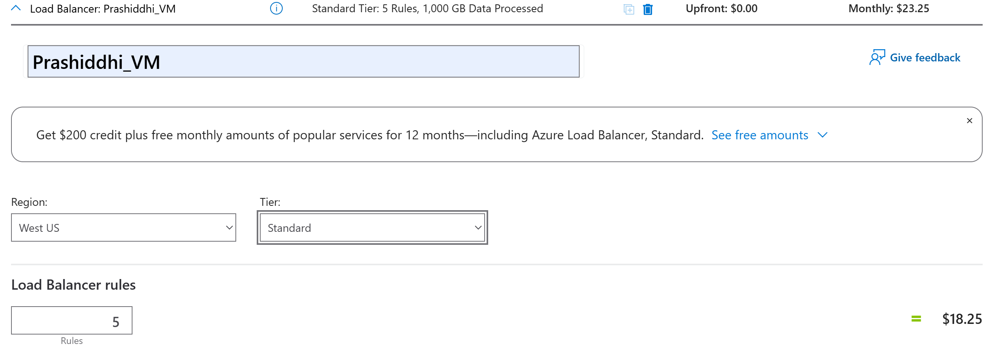 Load Balancer: Prashiddhi_VM Standard Tier: 5 Rules, 1,000 GB Data Processed Upfront: $0.00 Monthly: $23.25
Prashiddhi_VM
Give feedback
Get $200 credit plus free monthly amounts of popular services for 12 months—including Azure Load Balancer, Standard. See free amounts
Region: Tier:
West US Standard
Load Balancer rules
5 = $18.25
Rules